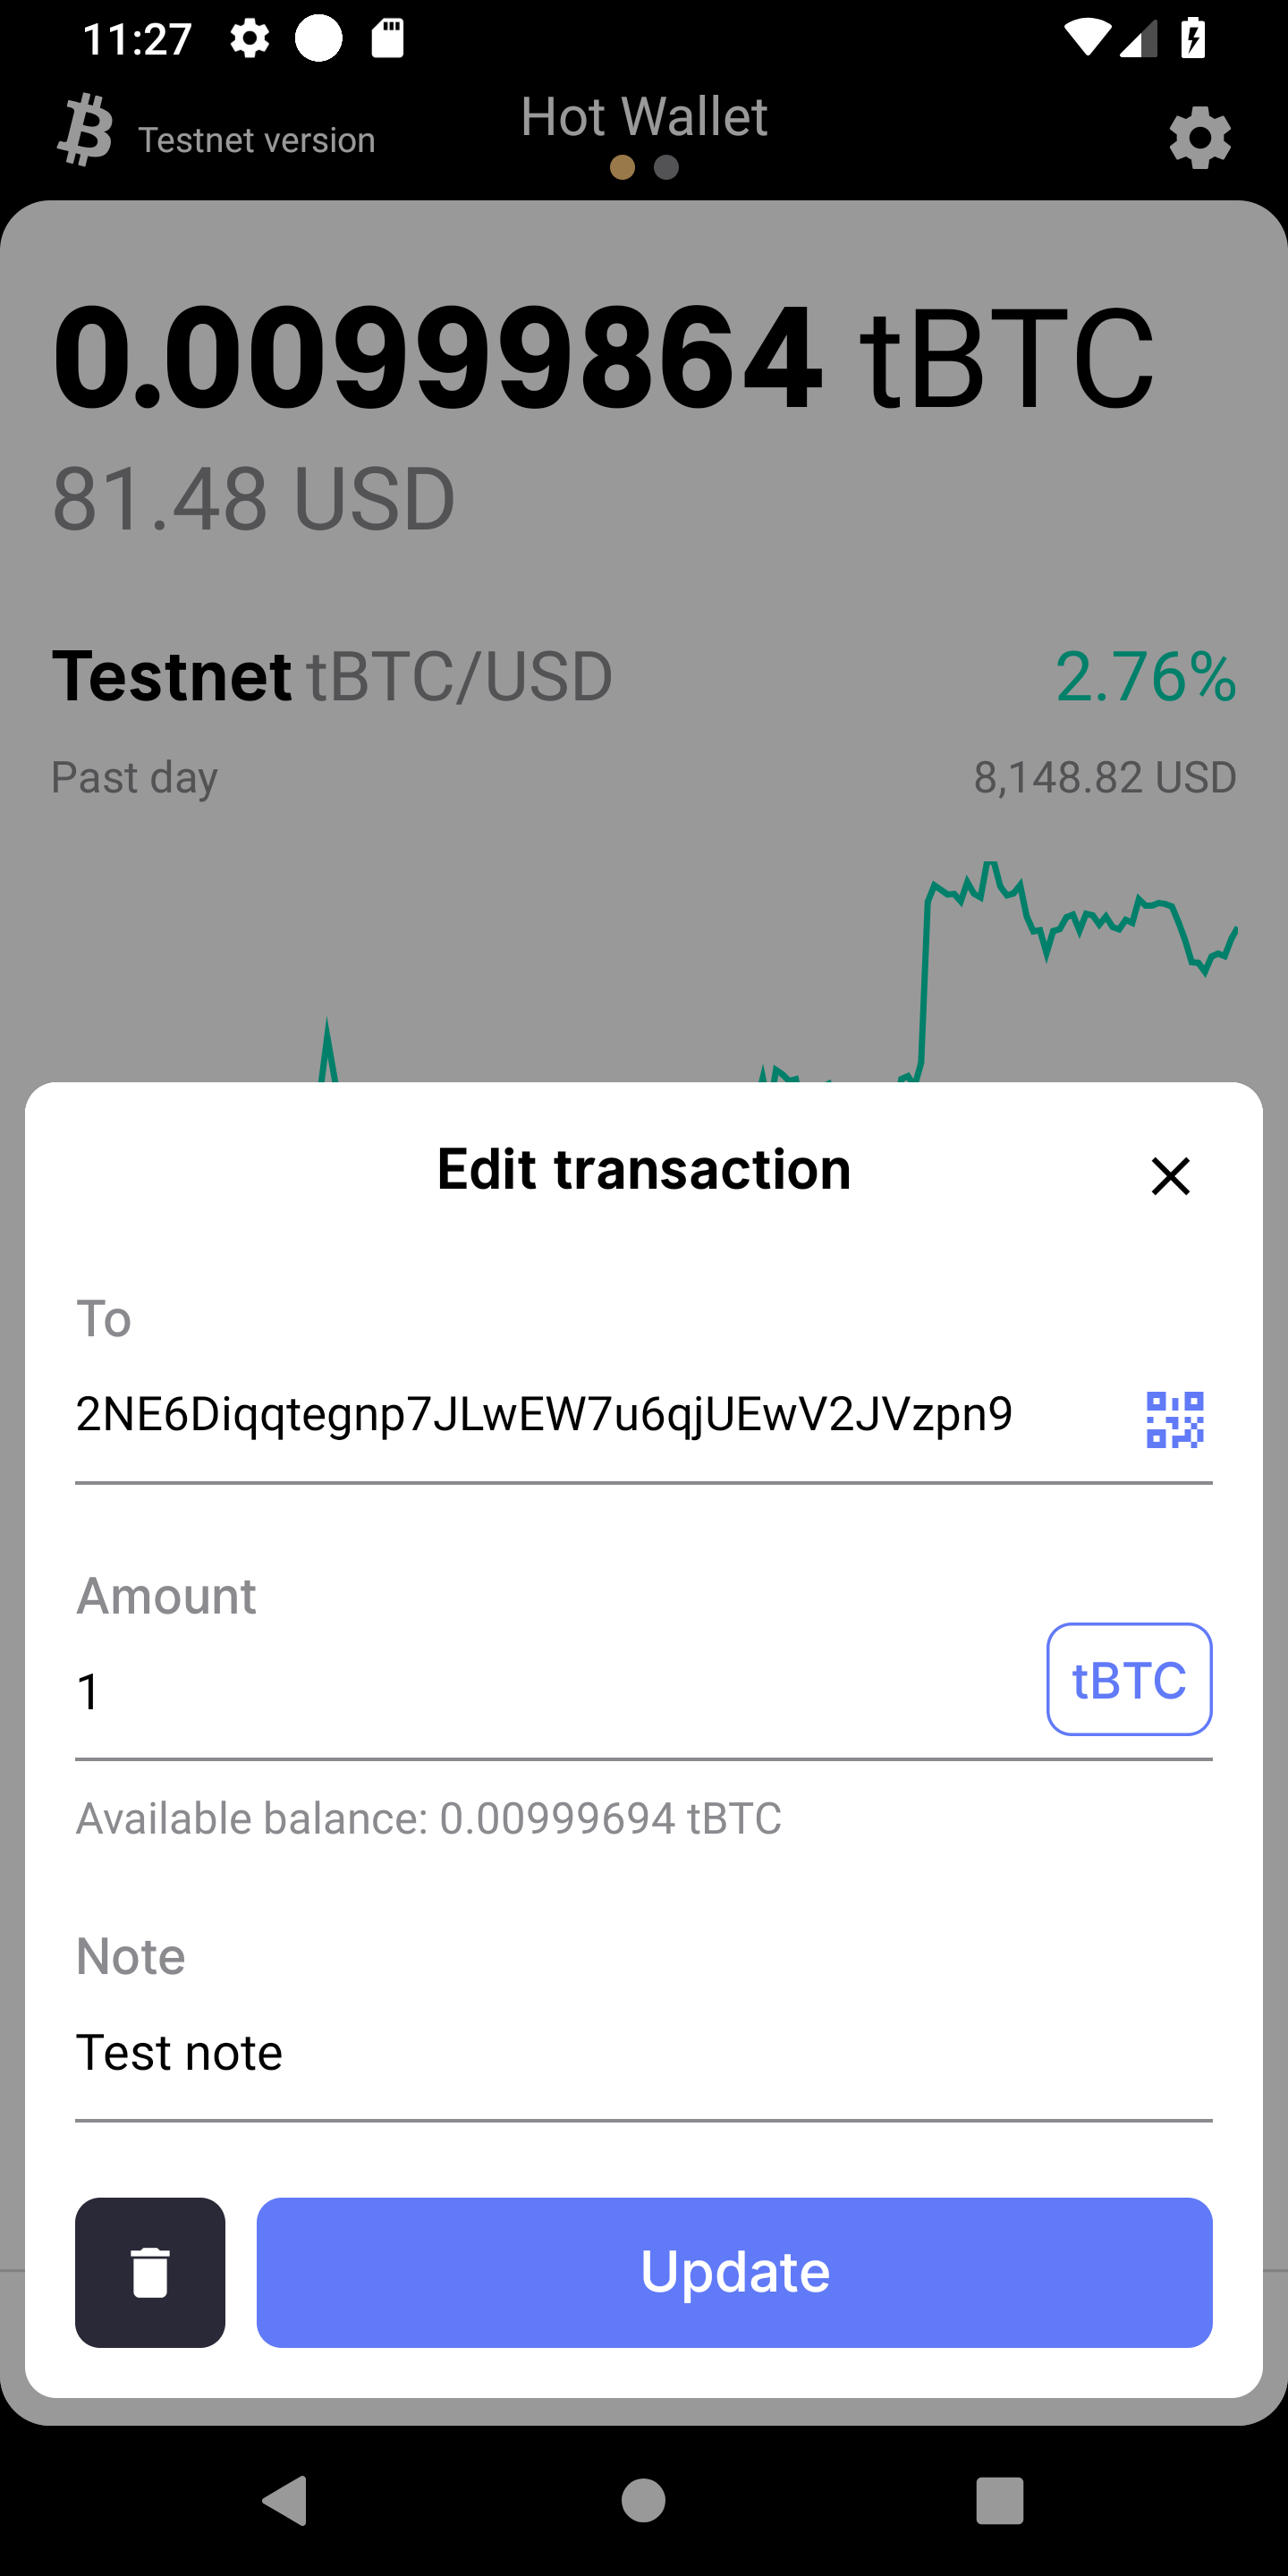 11:27
Testnet version
Hot Wallet
0.00999864 tBTC
81.48 USD
Testnet tBTC/USD
2.76%
Past day
8,148.82 USD
Edit transaction
To
2NE6Diqqtegnp7JLwEW7u6qjUEwV2JVzpn9
Amount
1
tBTC
Available balance: 0.00999694 tBTC
Note
Test note
Update